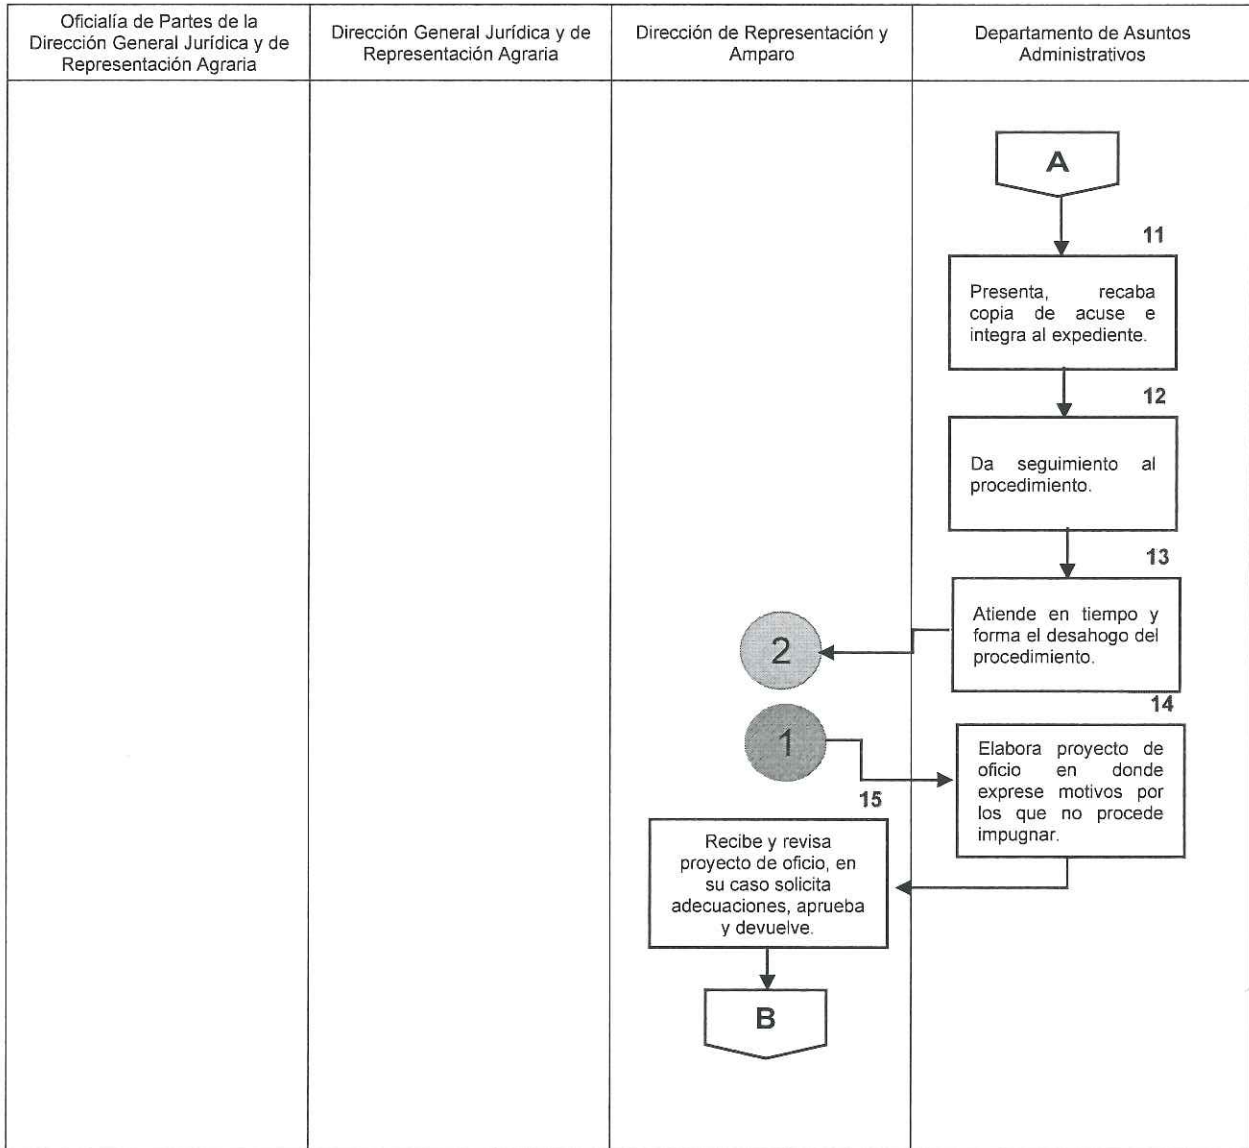 Oficialía de Partes de la
Dirección General Jurídica y de
Representación Agraria
Dirección General Jurídica y de
Representación Agraria
Dirección de Representación y
Amparo
Departamento de Asuntos
Administrativos
A
11
Presenta, recaba
copia de acuse e
integra al expediente.
12
Da seguimiento al
procedimiento.
13
Atiende en tiempo y
forma el desahogo del
procedimiento.
2
14
1
Elabora proyecto de
oficio en donde
exprese motivos por
los que no procede
impugnar.
15
Recibe y revisa
proyecto de oficio, en
su caso solicita
adecuaciones, aprueba
y devuelve.
B